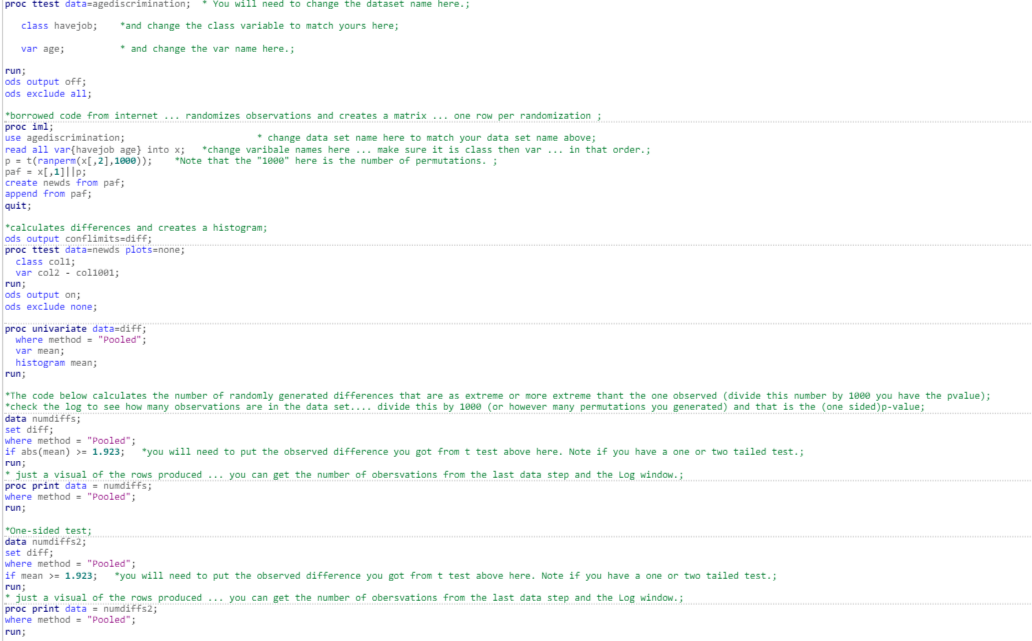 proc ttest data=agediscrimination;  * You will need to change the dataset name here.;
class havejob;    *and change the class variable to match yours here;
var age;          * and change the var name here.;
run;
ods output off;
ods exclude all;
*borrowed code from internet ... randomizes observations and creates a matrix ... one row per randomization ;
proc iml;
use agediscrimination;                          * change data set name here to match your data set name above;
read all var{havejob age} into x;   *change varibale names here ... make sure it is class then var ... in that order.;
p = t(ranperm(x[,2],1000));    *Note that the "1000" here is the number of permutations. ;
paf = x[,1]||p;
create newds from paf;
append from paf;
quit;
*calculates differences and creates a histogram;
ods output conflimits=diff;
proc ttest data=newds plots=none;
class col1;
var col2 - col1001;
run;
ods output on;
ods exclude none;
proc univariate data=diff;
where method = "Pooled";
var mean;
histogram mean;
run;
*The code below calculates the number of randomly generated differences that are as extreme or more extreme thant the one observed (divide this number by 1000 you have the pvalue);
*check the log to see how many observations are in the data set.... divide this by 1000 (or however many permutations you generated) and that is the (one sided)p-value;
data numdiffs;
set diff;
where method = "Pooled";
if abs(mean) >= 1.923;   *you will need to put the observed difference you got from t test above here. Note if you have a one or two tailed test.;
run;
* just a visual of the rows produced ... you can get the number of obersvations from the last data step and the Log window.;
proc print data = numdiffs;
where method = "Pooled";
run;
*One-sided test;
data numdiffs2;
set diff;
where method = "Pooled";
if mean >= 1.923;   *you will need to put the observed difference you got from t test above here. Note if you have a one or two tailed test.;
run;
* just a visual of the rows produced ... you can get the number of obersvations from the last data step and the Log window.;
proc print data = numdiffs2;
where method = "Pooled";
run;